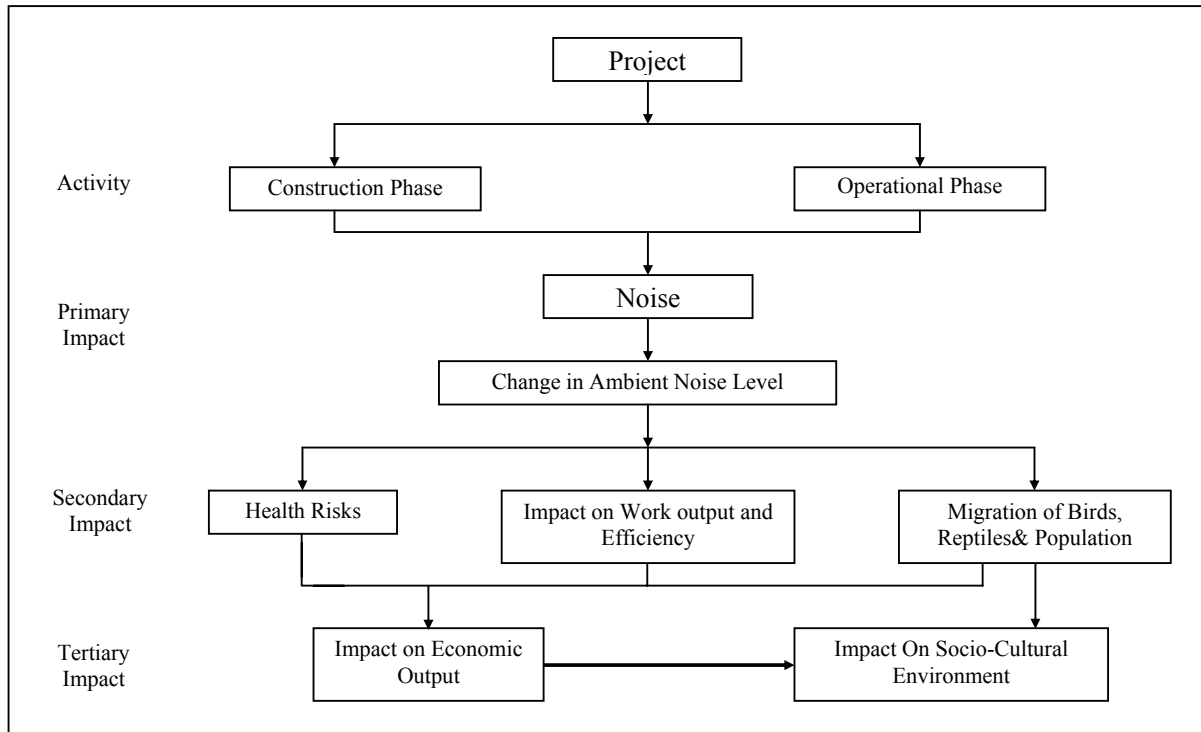 Project
Activity
Construction Phase
Operational Phase
Primary
Impact
Noise
Change in Ambient Noise Level
Secondary
Impact
Health Risks
Impact on Work output and
Efficiency
Migration of Birds,
Reptiles& Population
Tertiary
Impact
Impact on Economic
Output
Impact On Socio-Cultural
Environment